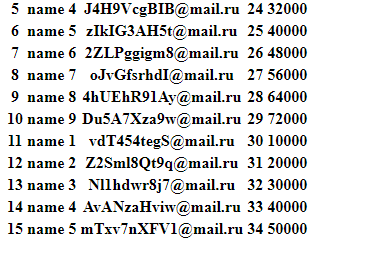 5 name 4 J4H9VcgBIB@mail.ru 24 32000
6 name 5 zIkIG3AH5t@mail.ru 25 40000
7 name 6 2ZLPggigm8@mail.ru 26 48000
8 name 7 oJvGfsrhdI@mail.ru 27 56000
9 name 8 4hUEhR91Ay@mail.ru 28 64000
10 name 9 Du5A7Xza9w@mail.ru 29 72000
11 name 1 vdT454tegS@mail.ru 30 10000
12 name 2 Z2Sml8Qt9q@mail.ru 31 20000
13 name 3 Nl1hdwr8j7@mail.ru 32 30000
14 name 4 AvANzaHviw@mail.ru 33 40000
15 name 5 mTxv7nXFV1@mail.ru 34 50000